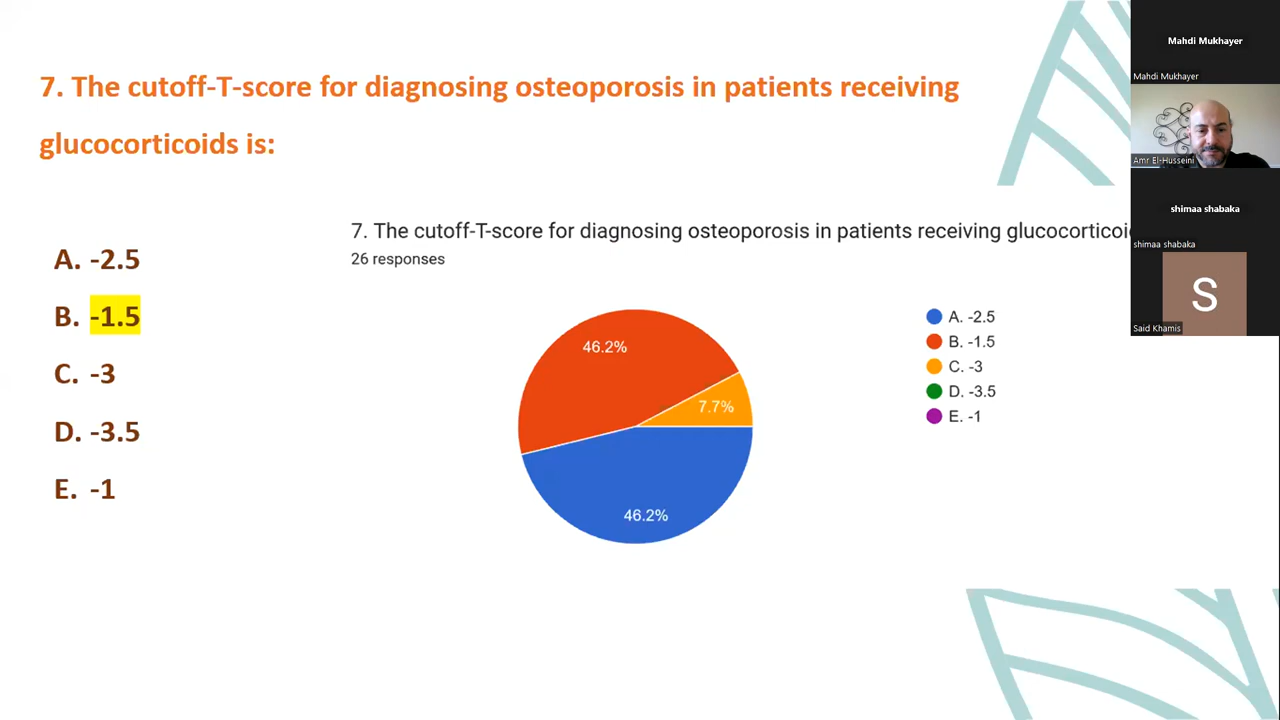 7. The cutoff-T-score for diagnosing osteoporosis in patients receiving
glucocorticoids is:
A. -2.5
B. -1.5
C. -3
D. -3.5
E. -1
7. The cutoff-T-score for diagnosing osteoporosis in patients receiving glucocorticoi
26 responses
46.2%
7.7%
46.2%
A. -2.5
B. -1.5
C. -3
D. -3.5
E. -1
Mahdi Mukhayer
Mahdi Mukhayer
Amr El-Husseini
shimaa shabaka
shimaa shabaka
S
Said Khamis